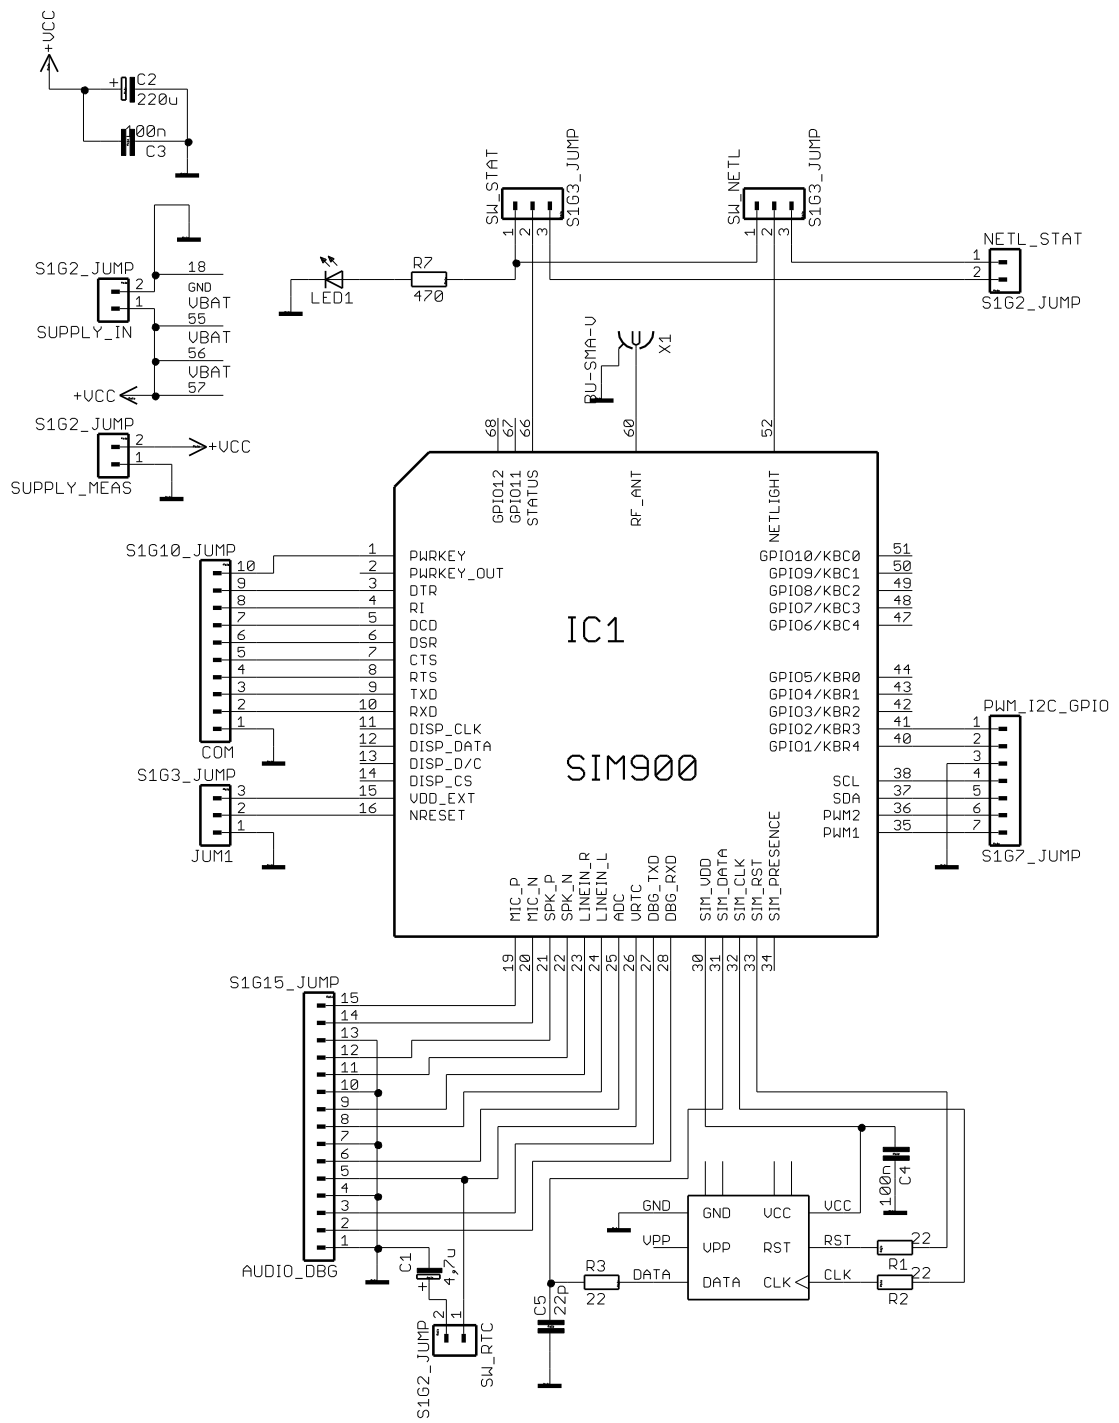 +VCC
+ C2
220u
100n
C3
S1G2_JUMP
2
1
SUPPLY_IN
18
GND
VBAT
55
VBAT
56
VBAT
57
+VCC
S1G2_JUMP
2
1
+VCC
SUPPLY_MEAS
SW_STAT
S1G3_JUMP
1 2 3
SW_NETL
S1G3_JUMP
1 2 3
NETL_STAT
1
2
S1G2_JUMP
LED1
R7
470
BU-SMA-V
X1
68 67 66
60
52
GPIO12
GPIO11
STATUS
RF_ANT
NETLIGHT
IC1
SIM900
S1G10_JUMP
10
9
8
7
6
5
4
3
2
1
COM
S1G3_JUMP
3
2
1
JUM1
1 PWRKEY
2 PWRKEY_OUT
3 DTR
4 RI
5 DCD
6 DSR
7 CTS
8 RTS
9 TXD
10 RXD
11 DISP_CLK
12 DISP_DATA
13 DISP_D/C
14 DISP_CS
15 VDD_EXT
16 NRESET
GPIO10/KBC0 51
GPIO9/KBC1 50
GPIO8/KBC2 49
GPIO7/KBC3 48
GPIO6/KBC4 47
GPIO5/KBR0 44
GPIO4/KBR1 43
GPIO3/KBR2 42
GPIO2/KBR3 41
GPIO1/KBR4 40
SCL 38
SDA 37
PWM2 36
PWM1 35
PWM_I2C_GPIO
1
2
3
4
5
6
7
S1G7_JUMP
MIC_P
MIC_N
SPK_P
SPK_N
LINEIN_R
LINEIN_L
ADC
VRTC
DBG_TXD
DBG_RXD
SIM_VDD
SIM_DATA
SIM_CLK
SIM_RST
SIM_PRESENCE
19 20 21 22 23 24 25 26 27 28
30 31 32 33 34
S1G15_JUMP
15
14
13
12
11
10
9
8
7
6
5
4
3
2
1
AUDIO_DBG
C1
+
4,7u
2 1
S1G2_JUMP
SW_RTC
C5
22p
R3
22
GND
VPP
DATA
GND VCC
VPP RST
DATA CLK
VCC
RST
CLK
100n
C4
22
R1
22
R2